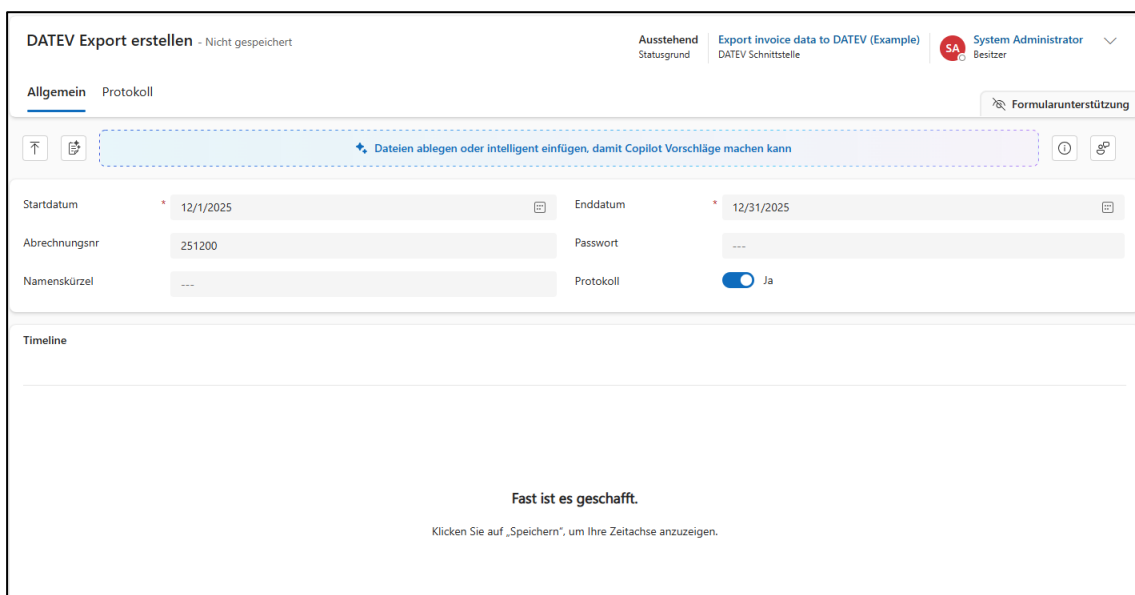 DATEV Export erstellen - Nicht gespeichert
Ausstehend
Statusgrund
Export invoice data to DATEV (Example)
DATEV Schnittstelle
SA
System Administrator
Besitzer
Allgemein Protokoll
Formularunterstützung
Dateien ablegen oder intelligent einfügen, damit Copilot Vorschläge machen kann
Startdatum * 12/1/2025
Enddatum * 12/31/2025
Abrechnungsnr 251200
Passwort ---
Namenskürzel ---
Protokoll Ja
Timeline
Fast ist es geschafft.
Klicken Sie auf „Speichern“, um Ihre Zeitachse anzuzeigen.